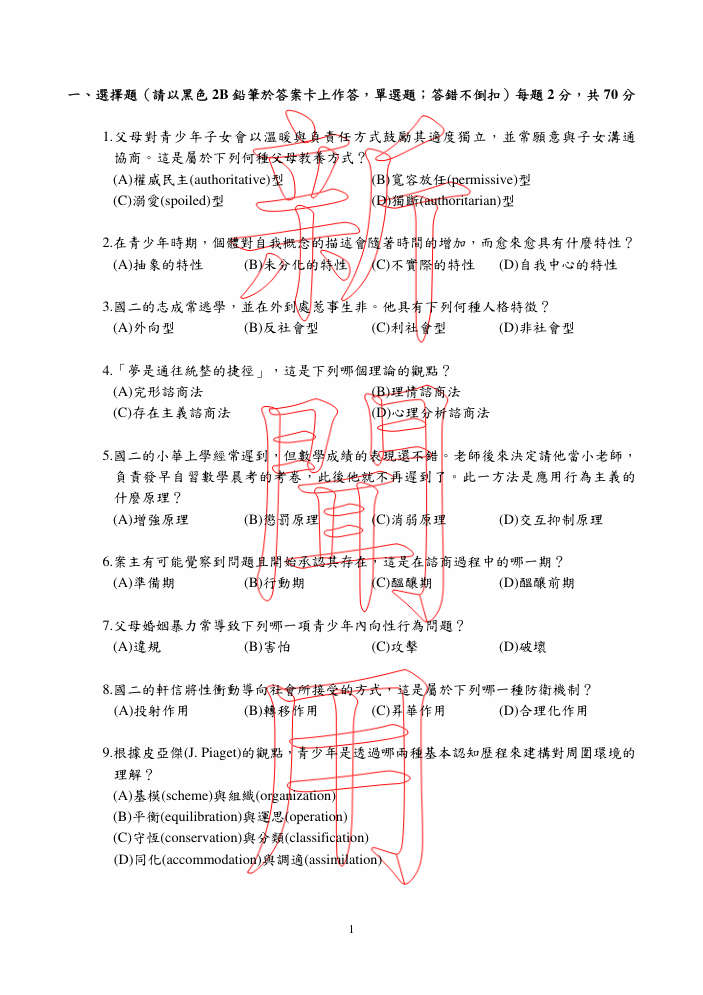 一、選擇題（請以黑色 2B 鉛筆於答案卡上作答，單選題；答錯不倒扣）每題 2 分，共 70 分
1.父母對青少年子女會以溫暖與負責任方式鼓勵其適度獨立，並常願意與子女溝通
協商。這是屬於下列何種父母教養方式？
(A)權威民主(authoritative)型 (B)寬容放任(permissive)型
(C)溺愛(spoiled)型 (D)獨斷(authoritarian)型
2.在青少年時期，個體對自我概念的描述會隨著時間的增加，而愈來愈具有什麼特性？
(A)抽象的特性 (B)未分化的特性 (C)不實際的特性 (D)自我中心的特性
3.國二的志成常逃學，並在外到處惹事生非。他具有下列何種人格特徵？
(A)外向型 (B)反社會型 (C)利社會型 (D)非社會型
4.「夢是通往統整的捷徑」，這是下列哪個理論的觀點？
(A)完形諮商法 (B)理情諮商法
(C)存在主義諮商法 (D)心理分析諮商法
5.國二的小華上學經常遲到，但數學成績的表現還不錯。老師後來決定請他當小老師，
負責發早自習數學晨考的考卷，此後他就不再遲到了。此一方法是應用行為主義的
什麼原理？
(A)增強原理 (B)懲罰原理 (C)消弱原理 (D)交互抑制原理
6.案主有可能覺察到問題且開始承認其存在，這是在諮商過程中的哪一期？
(A)準備期 (B)行動期 (C)醞釀期 (D)醞釀前期
7.父母婚姻暴力常導致下列哪一項青少年內向性行為問題？
(A)違規 (B)害怕 (C)攻擊 (D)破壞
8.國二的軒信將性衝動導向社會所接受的方式，這是屬於下列哪一種防衛機制？
(A)投射作用 (B)轉移作用 (C)昇華作用 (D)合理化作用
9.根據皮亞傑(J. Piaget)的觀點，青少年是透過哪兩種基本認知歷程來建構對周圍環境的
理解？
(A)基模(scheme)與組織(organization)
(B)平衡(equilibration)與運思(operation)
(C)守恆(conservation)與分類(classification)
(D)同化(accommodation)與調適(assimilation)
新聞用
1